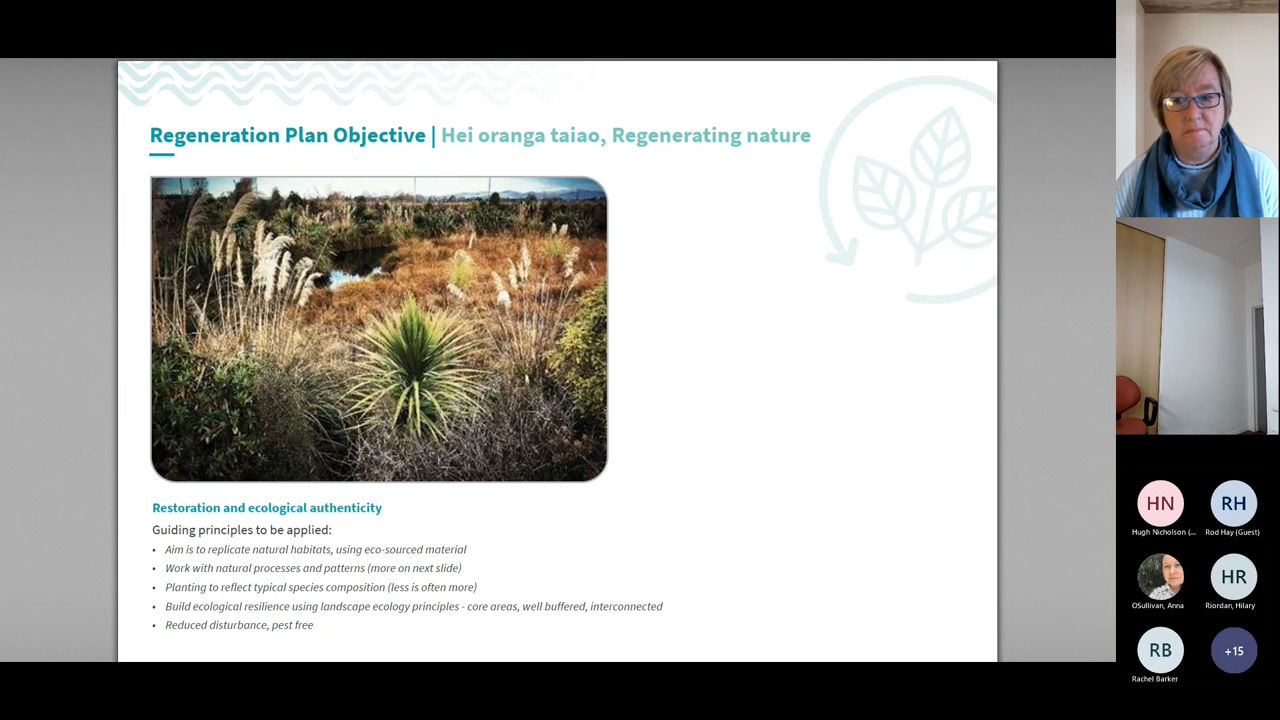 Regeneration Plan Objective | Hei oranga taiao, Regenerating nature
Restoration and ecological authenticity
Guiding principles to be applied:
• Aim is to replicate natural habitats, using eco-sourced material
• Work with natural processes and patterns (more on next slide)
• Planting to reflect typical species composition (less is often more)
• Build ecological resilience using landscape ecology principles - core areas, well buffered, interconnected
• Reduced disturbance, pest free
HN
RH
Hugh Nicholson (...
Rod Hay (Guest)
HR
OSullivan, Anna
Riordan, Hilary
RB
+15
Rachel Barker